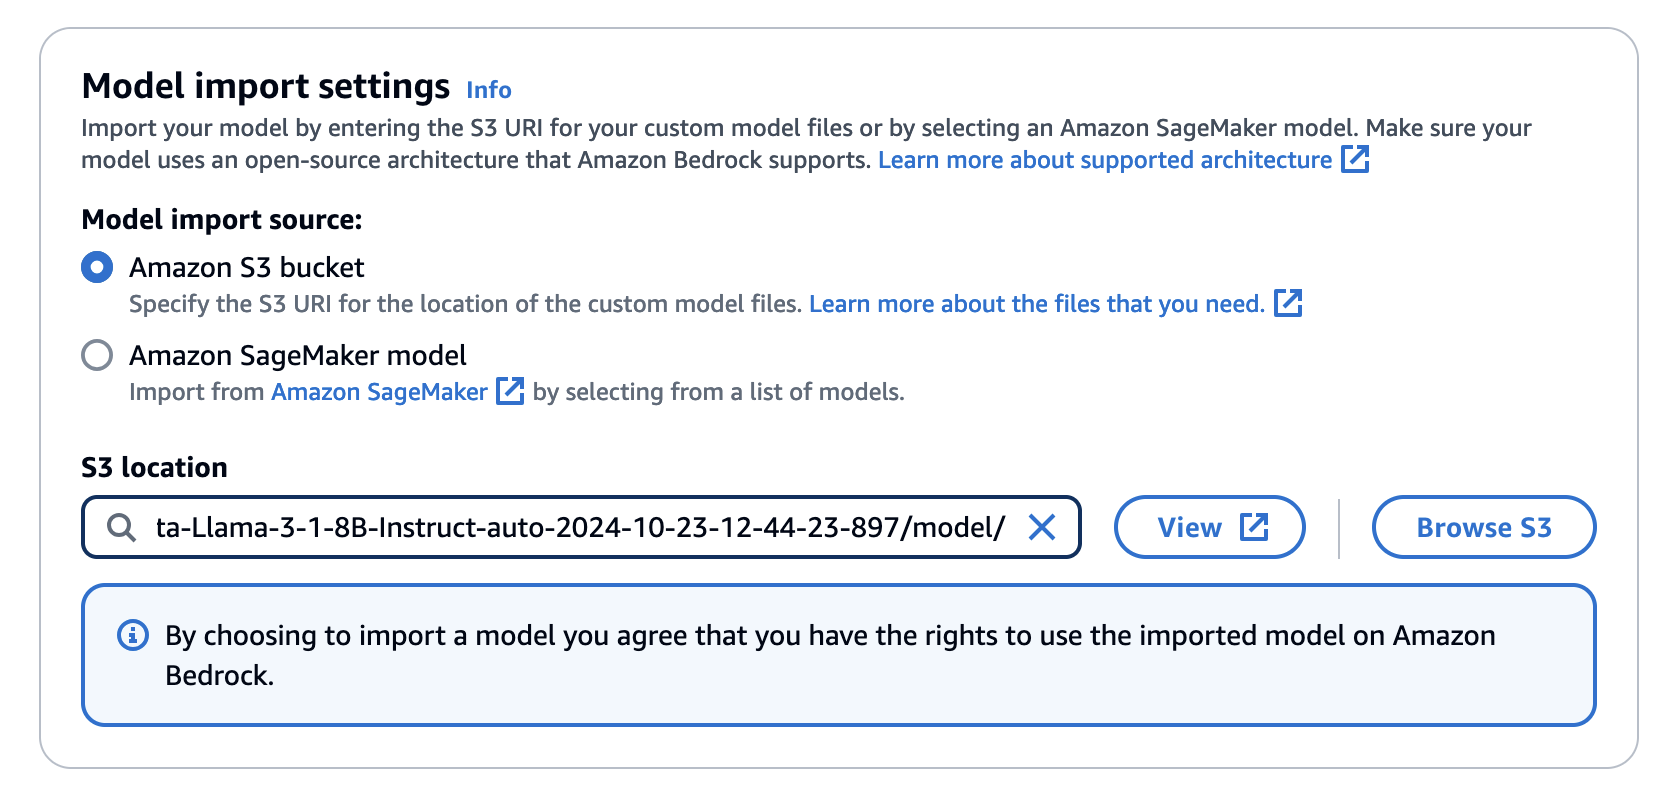 Model import settings Info
Import your model by entering the S3 URI for your custom model files or by selecting an Amazon SageMaker model. Make sure your
model uses an open-source architecture that Amazon Bedrock supports. Learn more about supported architecture
Model import source:
Amazon S3 bucket
Specify the S3 URI for the location of the custom model files. Learn more about the files that you need.
Amazon SageMaker model
Import from Amazon SageMaker by selecting from a list of models.
S3 location
ta-Llama-3-1-8B-Instruct-auto-2024-10-23-12-44-23-897/model/ View Browse S3
By choosing to import a model you agree that you have the rights to use the imported model on Amazon
Bedrock.